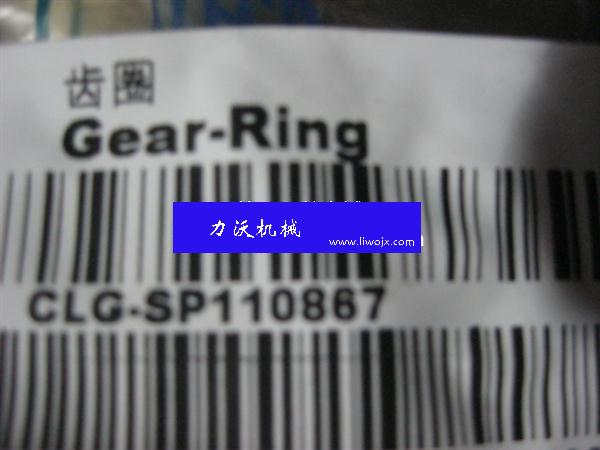 齿圈
Gear-Ring
力沃机械
www.liwojx.com
CLG-SP110867